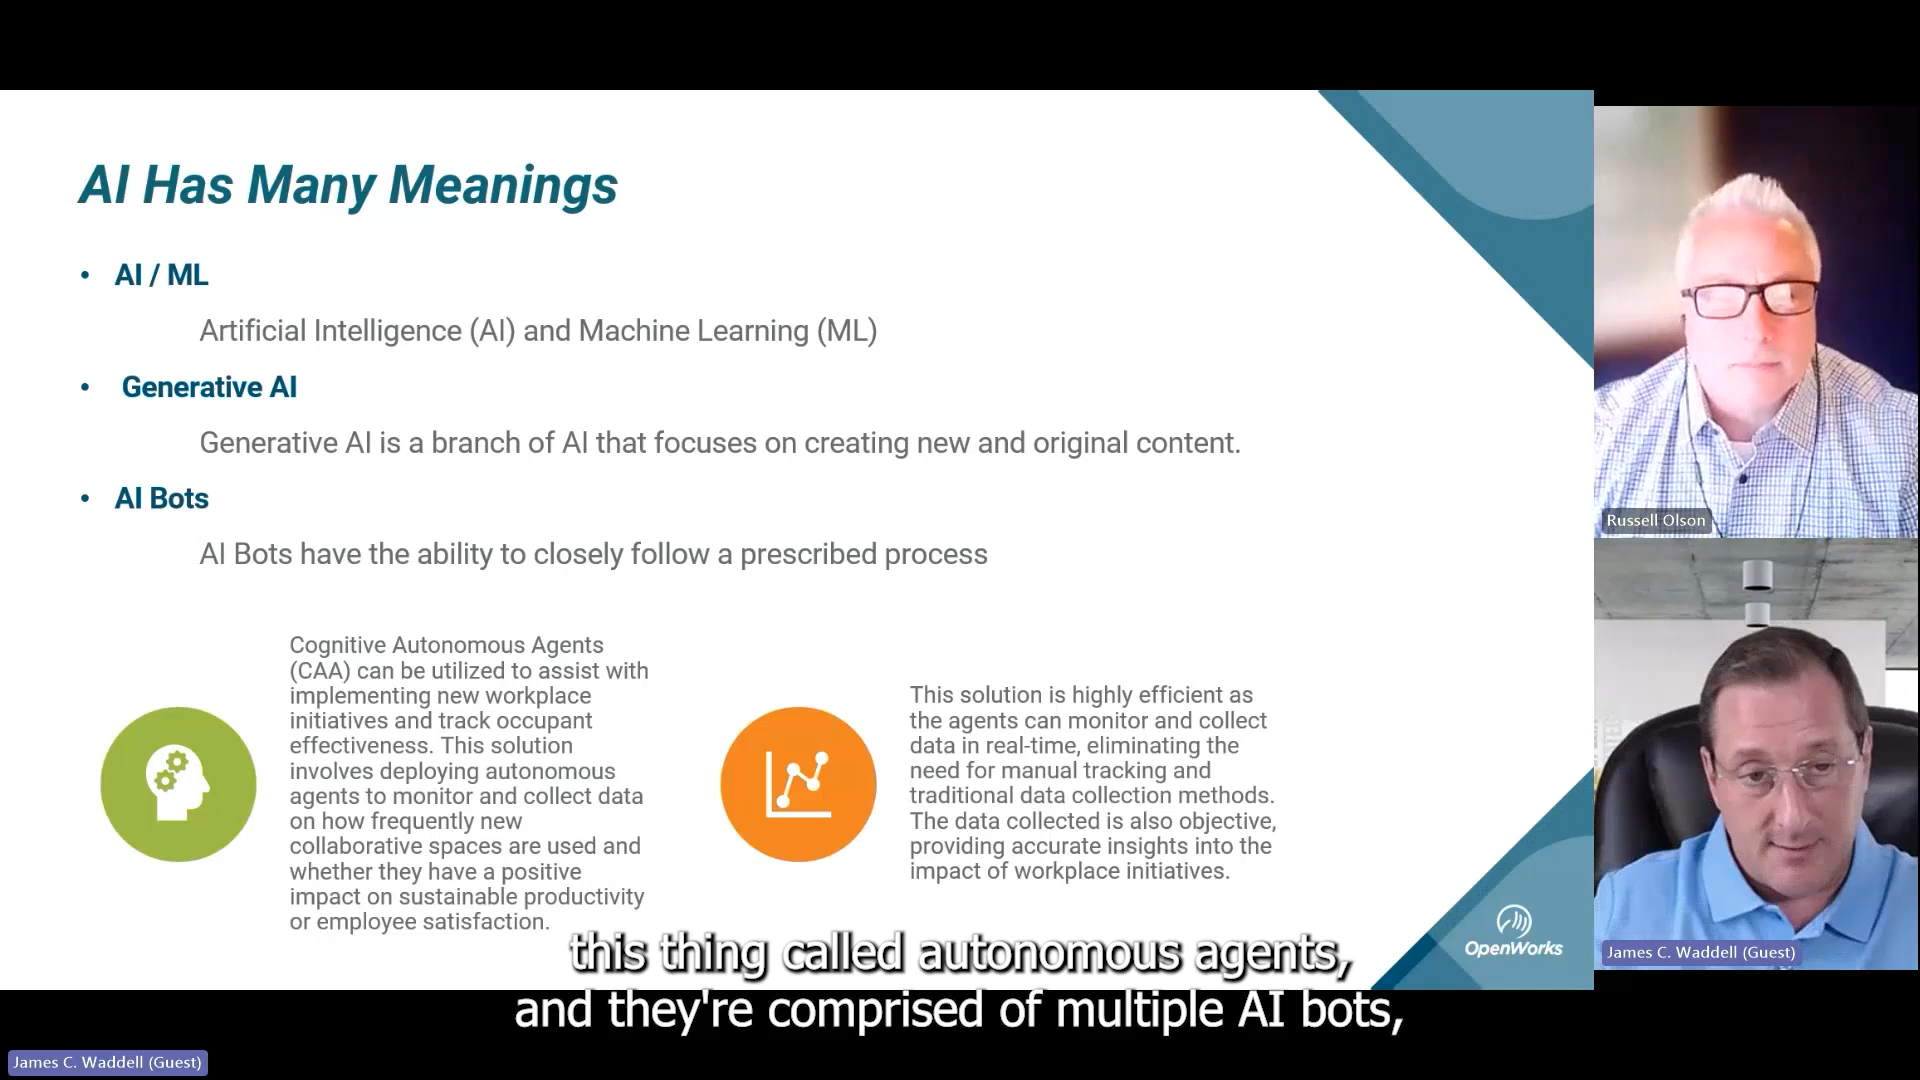 AI Has Many Meanings
• AI / ML
Artificial Intelligence (AI) and Machine Learning (ML)
• Generative AI
Generative AI is a branch of AI that focuses on creating new and original content.
• AI Bots
AI Bots have the ability to closely follow a prescribed process
Cognitive Autonomous Agents
(CAA) can be utilized to assist with
implementing new workplace
initiatives and track occupant
effectiveness. This solution
involves deploying autonomous
agents to monitor and collect data
on how frequently new
collaborative spaces are used and
whether they have a positive
impact on sustainable productivity
or employee satisfaction.
This solution is highly efficient as
the agents can monitor and collect
data in real-time, eliminating the
need for manual tracking and
traditional data collection methods.
The data collected is also objective,
providing accurate insights into the
impact of workplace initiatives.
OpenWorks
Russell Olson
James C. Waddell (Guest)
this thing called autonomous agents,
and they're comprised of multiple AI bots,
James C. Waddell (Guest)